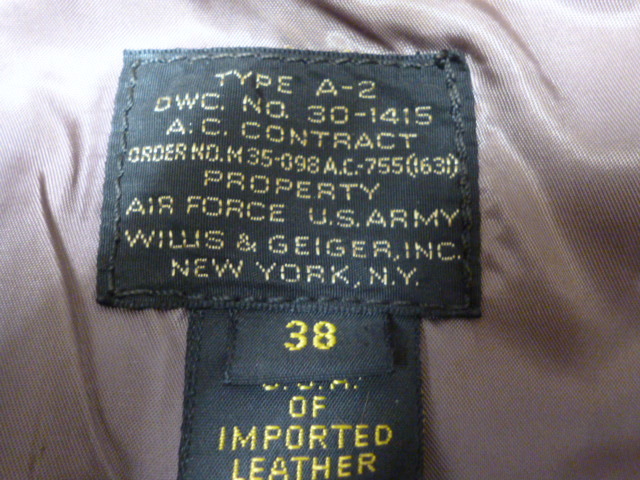 TYPE A-2
DWG. NO. 30-1415
A.C. CONTRACT
ORDER NO. M 35-098 A.C.-755(1631)
PROPERTY
AIR FORCE U.S. ARMY
WILLIS & GEIGER, INC.
NEW YORK, N.Y.
38
U.S.A.
OF
IMPORTED
LEATHER